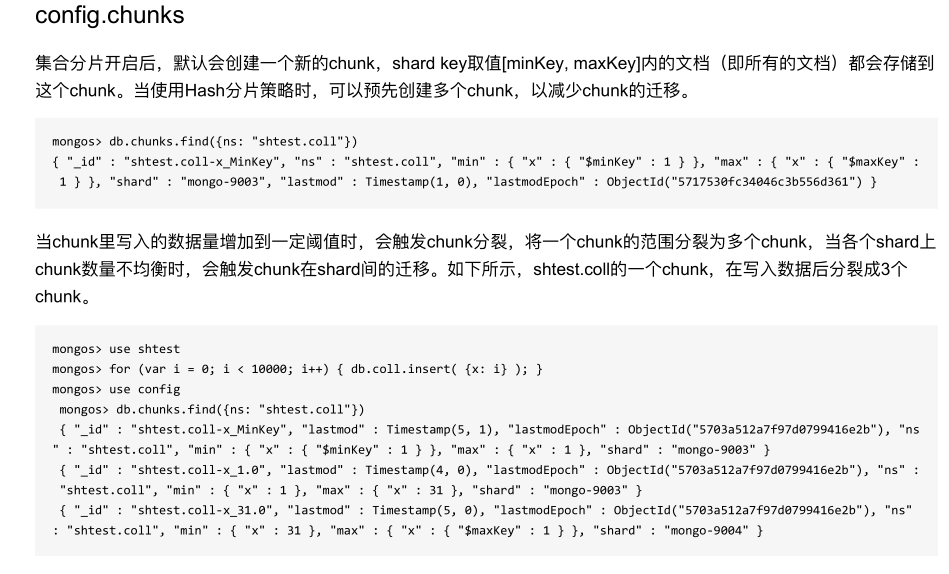 config.chunks
集合分片开启后，默认会创建一个新的chunk，shard key取值[minKey, maxKey]内的文档（即所有的文档）都会存储到
这个chunk。当使用Hash分片策略时，可以预先创建多个chunk，以减少chunk的迁移。
mongos> db.chunks.find({ns: "shtest.coll"})
{ "_id" : "shtest.coll-x_MinKey", "ns" : "shtest.coll", "min" : { "x" : { "$minKey" : 1 } }, "max" : { "x" : { "$maxKey" :
1 } }, "shard" : "mongo-9003", "lastmod" : Timestamp(1, 0), "lastmodEpoch" : ObjectId("5717530fc34046c3b556d361") }
当chunk里写入的数据量增加到一定阈值时，会触发chunk分裂，将一个chunk的范围分裂为多个chunk，当各个shard上
chunk数量不均衡时，会触发chunk在shard间的迁移。如下所示，shtest.coll的一个chunk，在写入数据后分裂成3个
chunk。
mongos> use shtest
mongos> for (var i = 0; i < 10000; i++) { db.coll.insert( {x: i} ); }
mongos> use config
mongos> db.chunks.find({ns: "shtest.coll"})
{ "_id" : "shtest.coll-x_MinKey", "lastmod" : Timestamp(5, 1), "lastmodEpoch" : ObjectId("5703a512a7f97d0799416e2b"), "ns
" : "shtest.coll", "min" : { "x" : { "$minKey" : 1 } }, "max" : { "x" : 1 }, "shard" : "mongo-9003" }
{ "_id" : "shtest.coll-x_1.0", "lastmod" : Timestamp(4, 0), "lastmodEpoch" : ObjectId("5703a512a7f97d0799416e2b"), "ns" :
"shtest.coll", "min" : { "x" : 1 }, "max" : { "x" : 31 }, "shard" : "mongo-9003" }
{ "_id" : "shtest.coll-x_31.0", "lastmod" : Timestamp(5, 0), "lastmodEpoch" : ObjectId("5703a512a7f97d0799416e2b"), "ns"
: "shtest.coll", "min" : { "x" : 31 }, "max" : { "x" : { "$maxKey" : 1 } }, "shard" : "mongo-9004" }